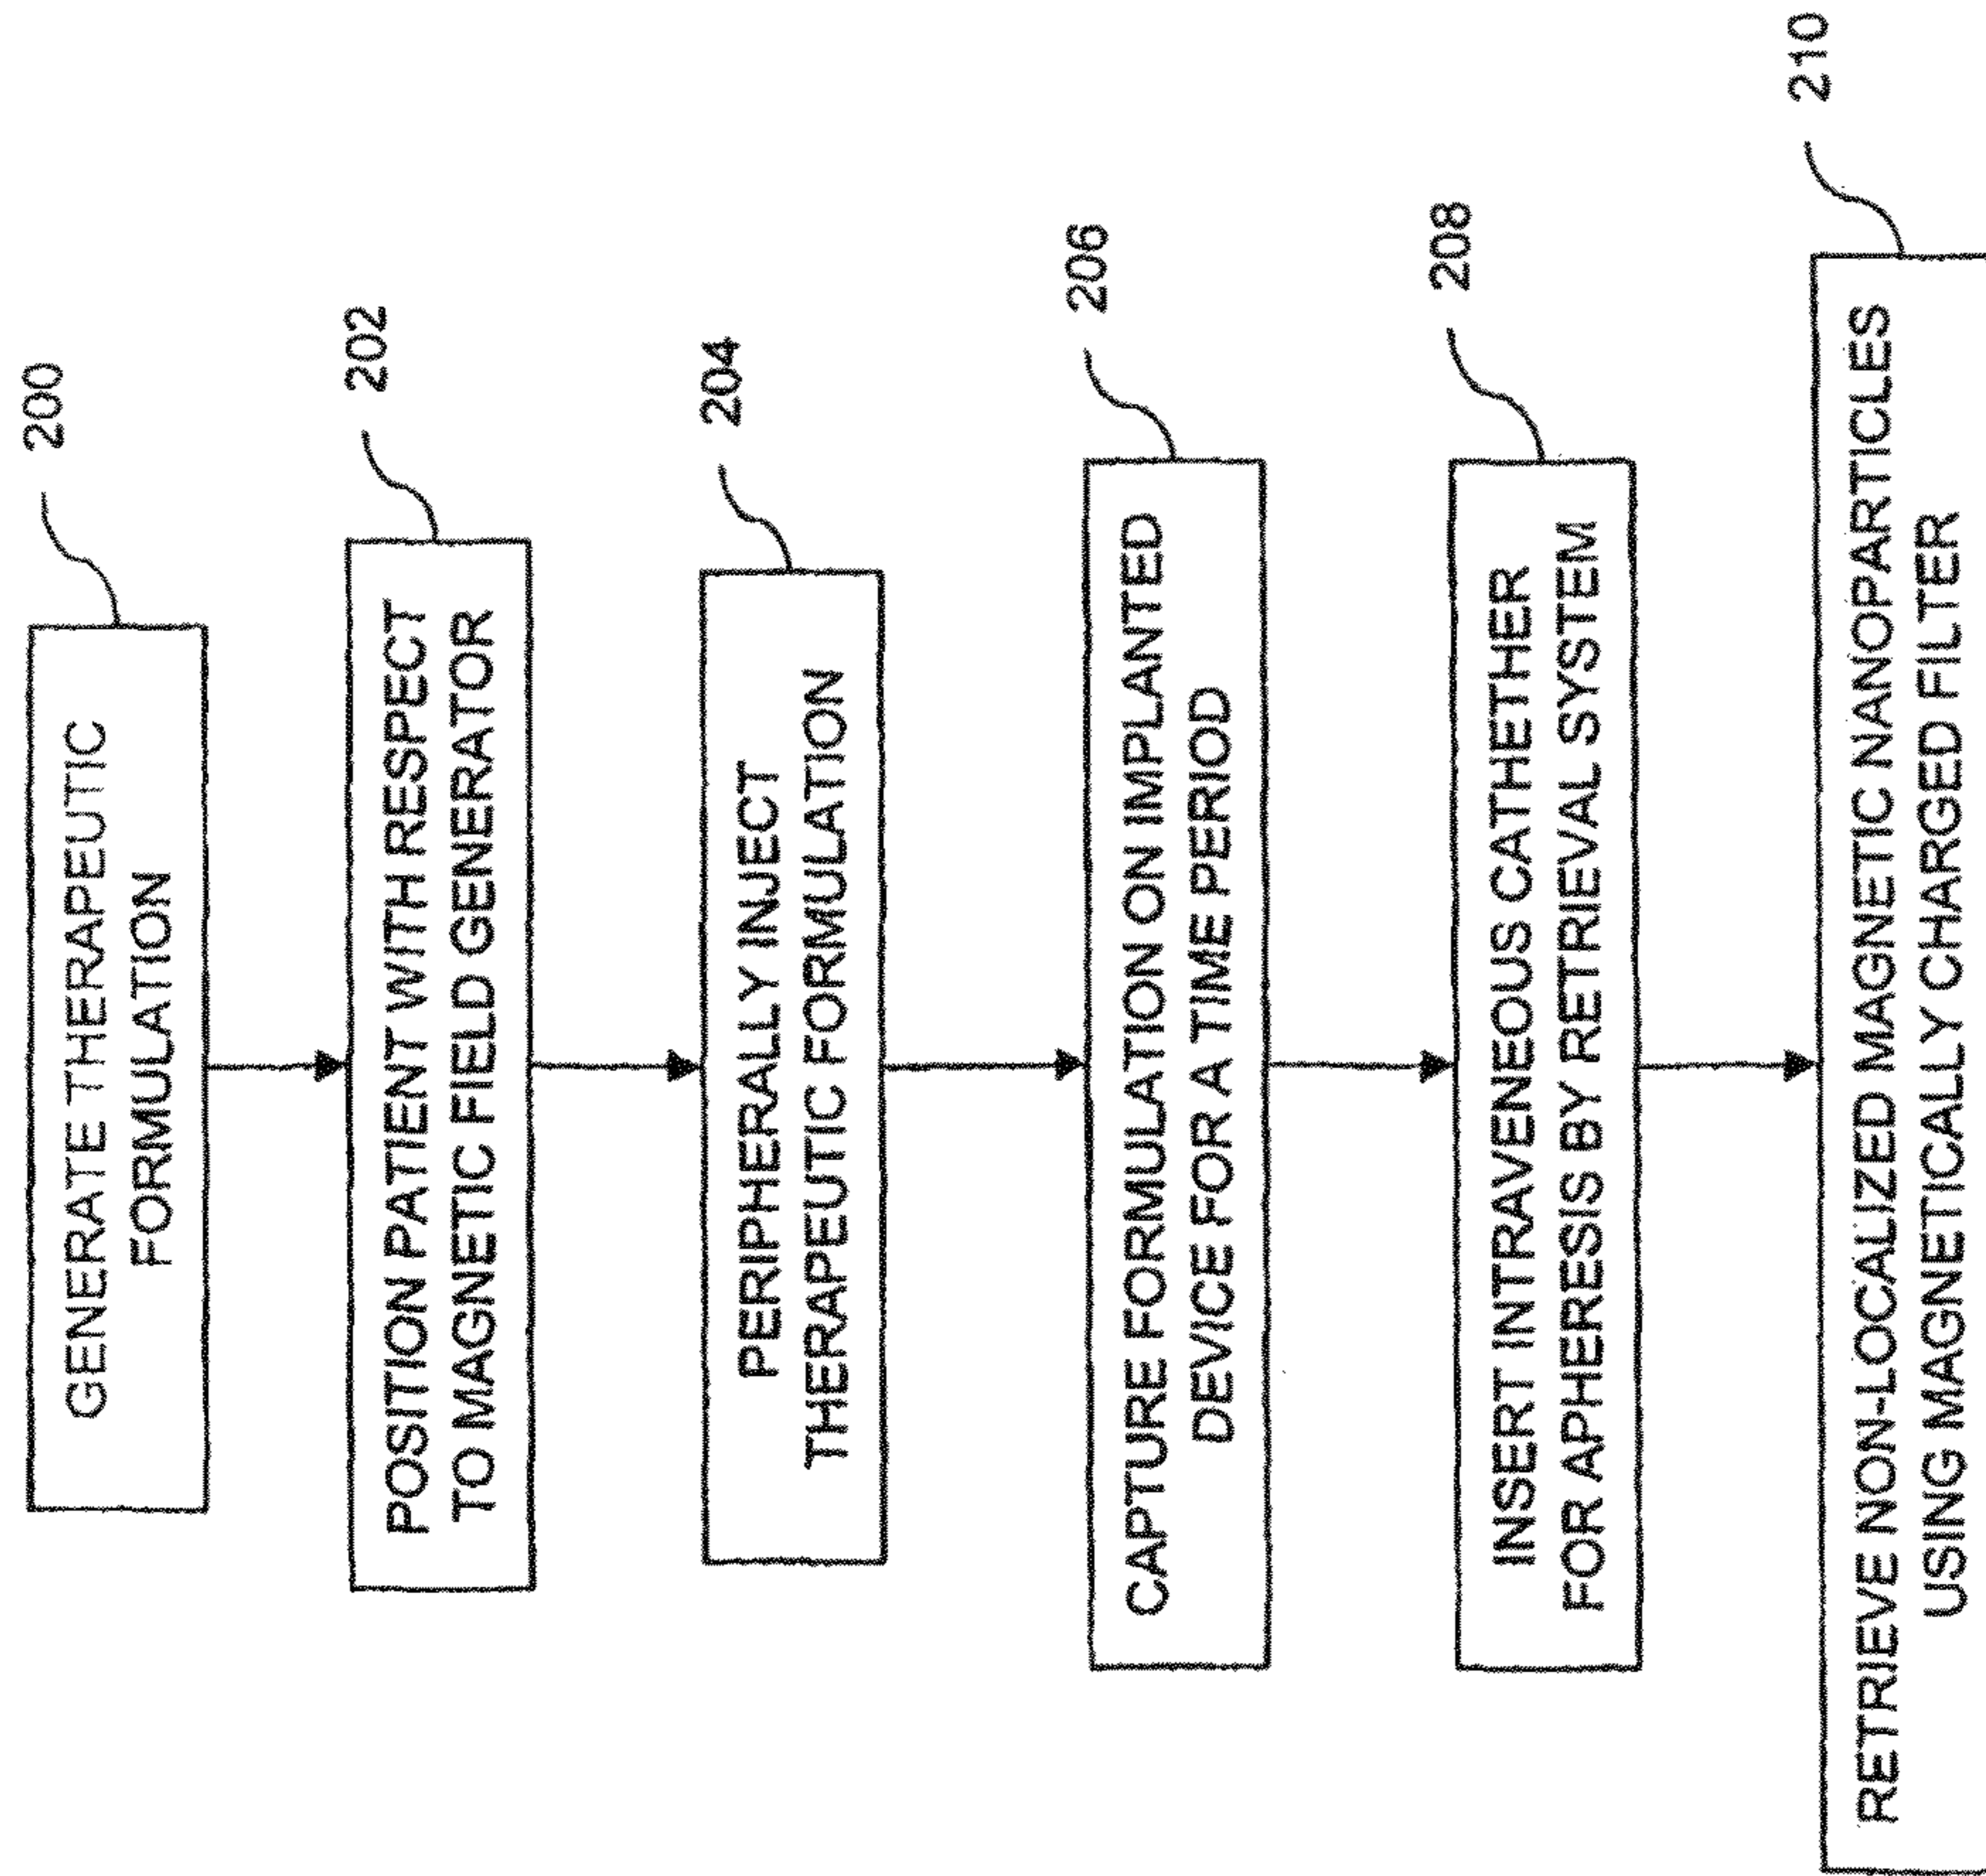 GENERATE THERAPEUTIC
FORMULATION
200
POSITION PATIENT WITH RESPECT
TO MAGNETIC FIELD GENERATOR
202
PERIPHERALLY INJECT
THERAPEUTIC FORMULATION
204
CAPTURE FORMULATION ON IMPLANTED
DEVICE FOR A TIME PERIOD
206
INSERT INTRAVENEOUS CATHETHER
FOR APHERESIS BY RETRIEVAL SYSTEM
208
RETRIEVE NON-LOCALIZED MAGNETIC NANOPARTICLES
USING MAGNETICALLY CHARGED FILTER
210